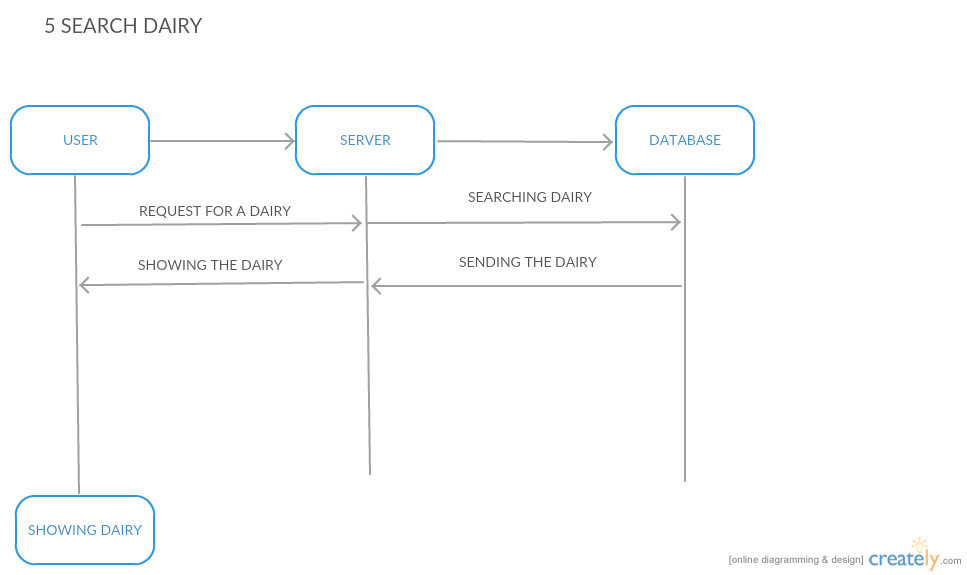 5 SEARCH DAIRY
USER
SERVER
DATABASE
SEARCHING DAIRY
REQUEST FOR A DAIRY
SENDING THE DAIRY
SHOWING THE DAIRY
SHOWING DAIRY
[online diagramming & design] creately.com